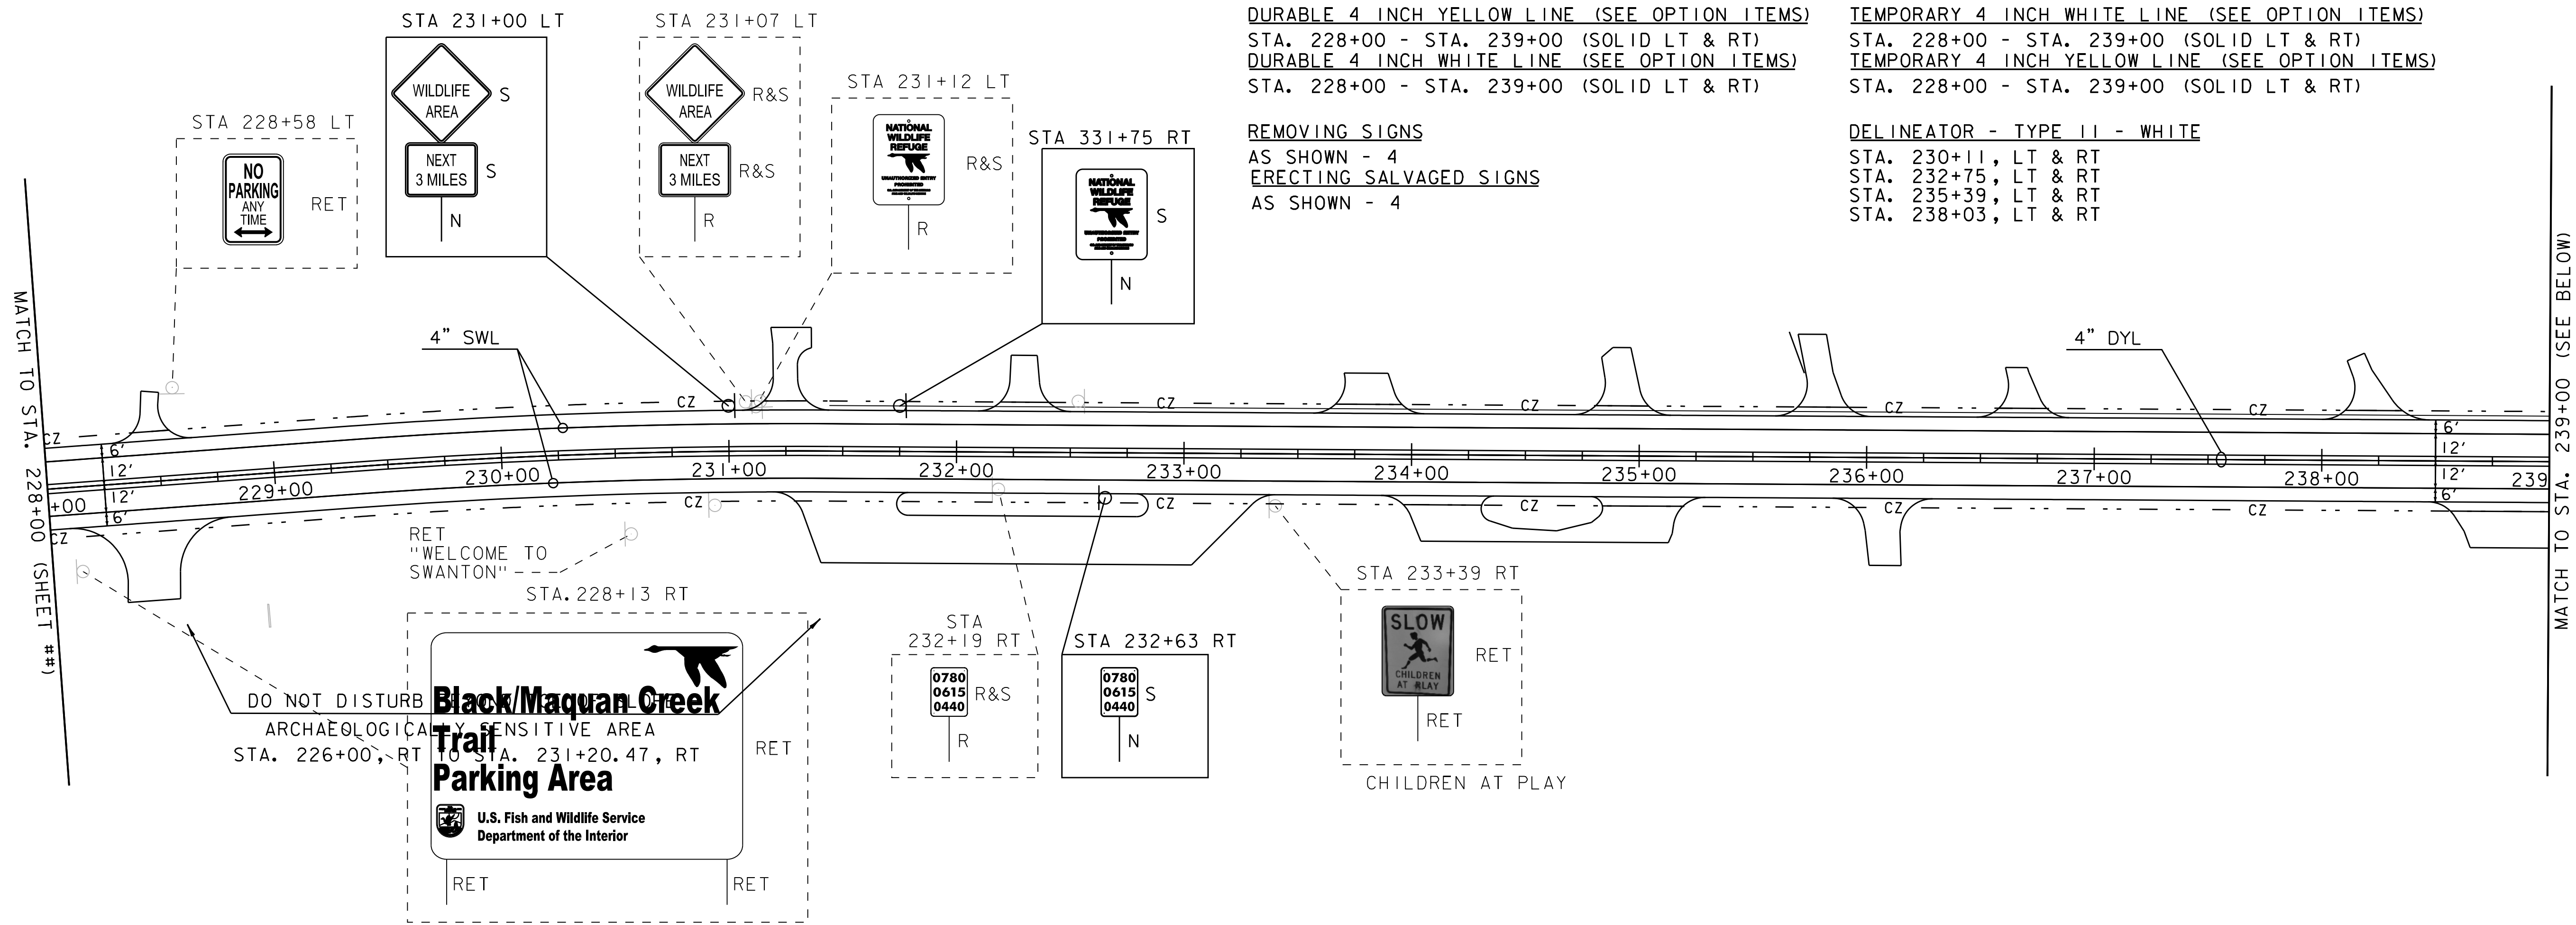 STA 231+00 LT
WILDLIFE
AREA
S
NEXT
3 MILES
S
N
STA 231+07 LT
WILDLIFE
AREA
R&S
NEXT
3 MILES
R&S
R
STA 231+12 LT
NATIONAL
WILDLIFE
REFUGE
UNAUTHORIZED ENTRY
PROHIBITED
R&S
R
STA 331+75 RT
NATIONAL
WILDLIFE
REFUGE
UNAUTHORIZED ENTRY
PROHIBITED
S
N
STA 228+58 LT
NO
PARKING
ANY
TIME
RET
DURABLE 4 INCH YELLOW LINE (SEE OPTION ITEMS)
STA. 228+00 - STA. 239+00 (SOLID LT & RT)
DURABLE 4 INCH WHITE LINE (SEE OPTION ITEMS)
STA. 228+00 - STA. 239+00 (SOLID LT & RT)
REMOVING SIGNS
AS SHOWN - 4
ERECTING SALVAGED SIGNS
AS SHOWN - 4
TEMPORARY 4 INCH WHITE LINE (SEE OPTION ITEMS)
STA. 228+00 - STA. 239+00 (SOLID LT & RT)
TEMPORARY 4 INCH YELLOW LINE (SEE OPTION ITEMS)
STA. 228+00 - STA. 239+00 (SOLID LT & RT)
DELINEATOR - TYPE II - WHITE
STA. 230+11, LT & RT
STA. 232+75, LT & RT
STA. 235+39, LT & RT
STA. 238+03, LT & RT
MATCH TO STA. 228+00 (SHEET ##)
MATCH TO STA. 239+00 (SEE BELOW)
4" SWL
4" DYL
CZ
CZ
CZ
CZ
CZ
CZ
CZ
6'
12'
12'
6'
6'
12'
12'
6'
+00
229+00
230+00
231+00
232+00
233+00
234+00
235+00
236+00
237+00
238+00
239
CZ
CZ
CZ
CZ
CZ
CZ
RET
"WELCOME TO
SWANTON"
STA.228+13 RT
Black/Maquan Creek
Trail
Parking Area
U.S. Fish and Wildlife Service
Department of the Interior
RET
RET
RET
DO NOT DISTURB BEYOND TOE OF SLOPE
ARCHAEOLOGICALLY SENSITIVE AREA
STA. 226+00, RT TO STA. 231+20.47, RT
STA
232+19 RT
0780
0615
0440
R&S
R
STA 232+63 RT
0780
0615
0440
S
N
STA 233+39 RT
SLOW
CHILDREN
AT PLAY
RET
RET
CHILDREN AT PLAY